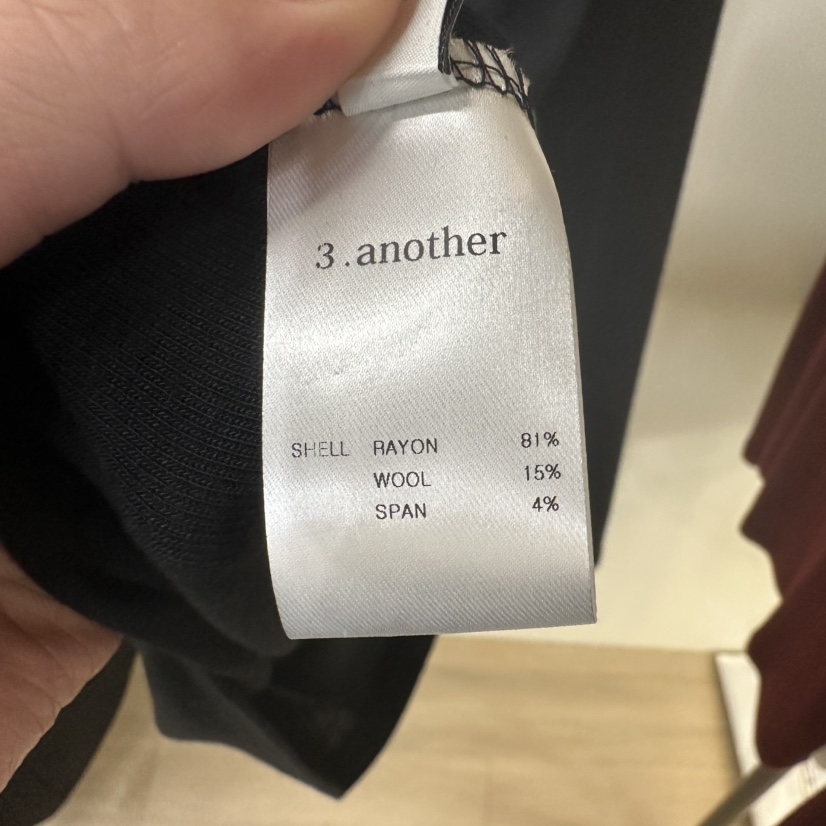 3.another
SHELL RAYON 81%
WOOL 15%
SPAN 4%